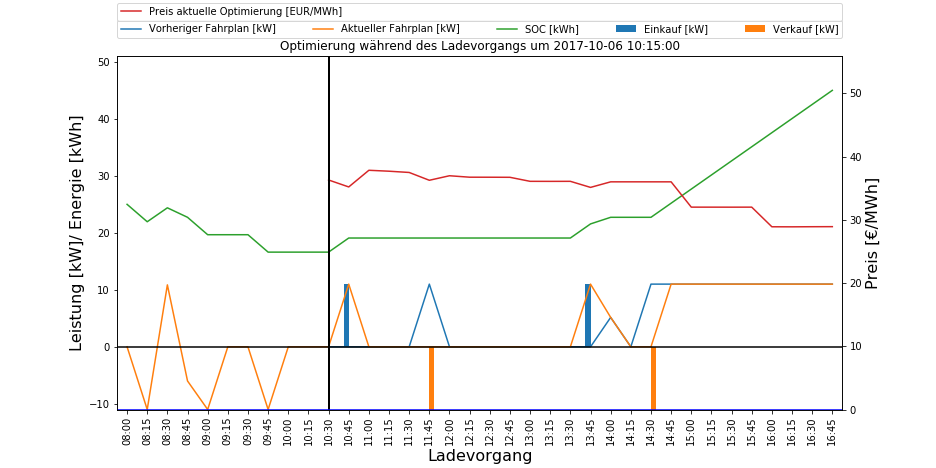 Preis aktuelle Optimierung [EUR/MWh]
Vorheriger Fahrplan [kW] Aktueller Fahrplan [kW] SOC [kWh] Einkauf [kW] Verkauf [kW]
Optimierung während des Ladevorgangs um 2017-10-06 10:15:00
Leistung [kW]/ Energie [kWh]
50
40
30
20
10
0
−10
50
40
30
20
10
0
Preis [€/MWh]
08:00 08:15 08:30 08:45 09:00 09:15 09:30 09:45 10:00 10:15 10:30 10:45 11:00 11:15 11:30 11:45 12:00 12:15 12:30 12:45 13:00 13:15 13:30 13:45 14:00 14:15 14:30 14:45 15:00 15:15 15:30 15:45 16:00 16:15 16:30 16:45
Ladevorgang